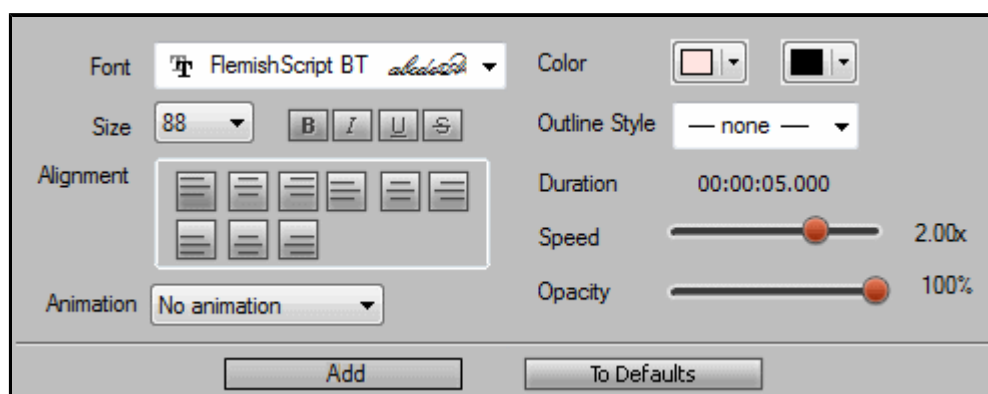 Font FlemishScript BT abcdefgh Color
Size 88 B I U S Outline Style — none —
Alignment Duration 00:00:05.000
Speed 2.00x
Opacity 100%
Animation No animation
Add To Defaults